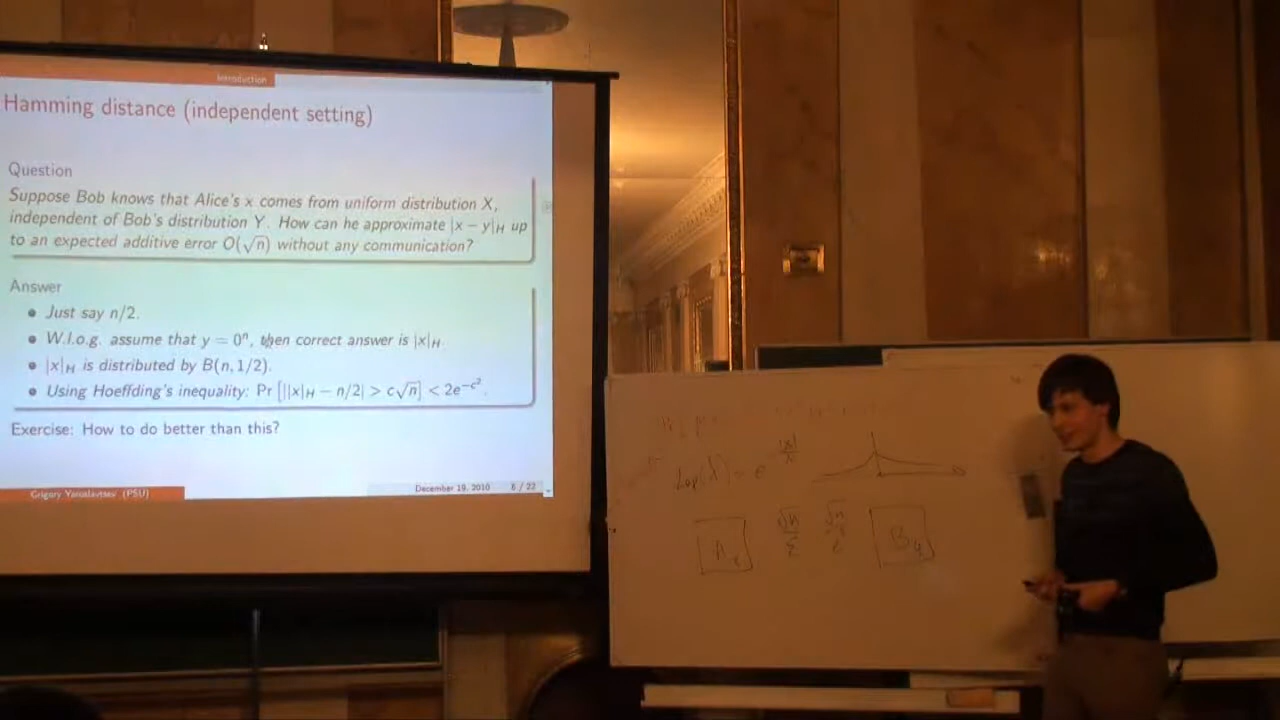 Introduction
Hamming distance (independent setting)
Question
Suppose Bob knows that Alice's x comes from uniform distribution X,
independent of Bob's distribution Y. How can he approximate |x − y|_H up
to an expected additive error O(√n) without any communication?
Answer
• Just say n/2.
• W.l.o.g. assume that y = 0^n, then correct answer is |x|_H.
• |x|_H is distributed by B(n, 1/2).
• Using Hoeffding's inequality: Pr [||x|_H − n/2| > c√n] < 2e^{−c^2}.
Exercise: How to do better than this?
Grigory Yaroslavtsev (PSU)
December 19, 2010
6 / 22
Lap(λ) ~ e^{|x|/λ}
√n/ε